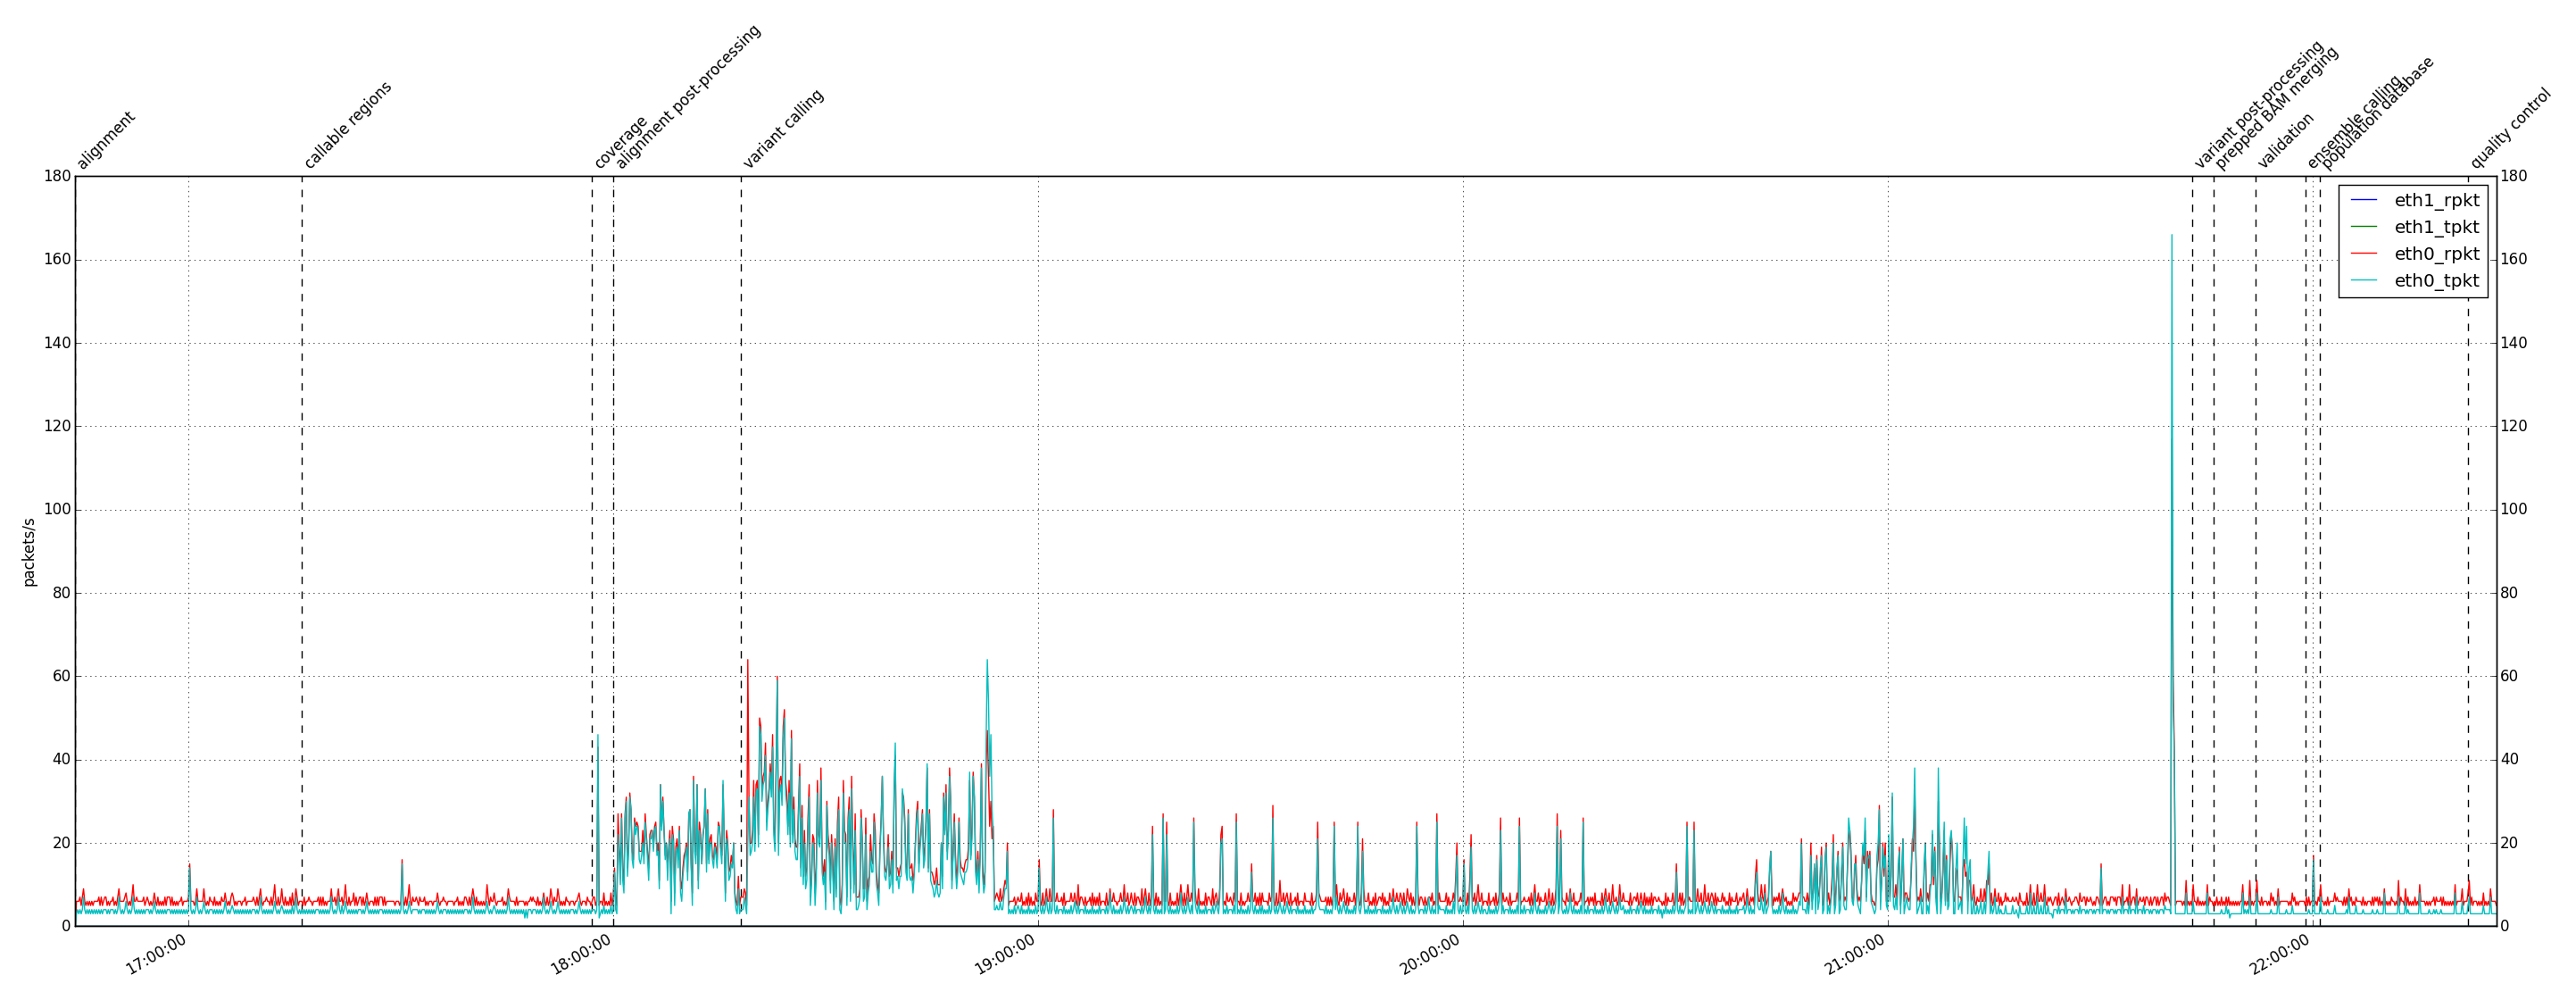 alignment
callable regions
coverage
alignment post-processing
variant calling
variant post-processing
prepped BAM merging
validation
ensemble calling
population database
quality control
180
160
140
120
100
80
60
40
20
0
packets/s
180
160
140
120
100
80
60
40
20
0
eth1_rpkt
eth1_tpkt
eth0_rpkt
eth0_tpkt
17:00:00
18:00:00
19:00:00
20:00:00
21:00:00
22:00:00